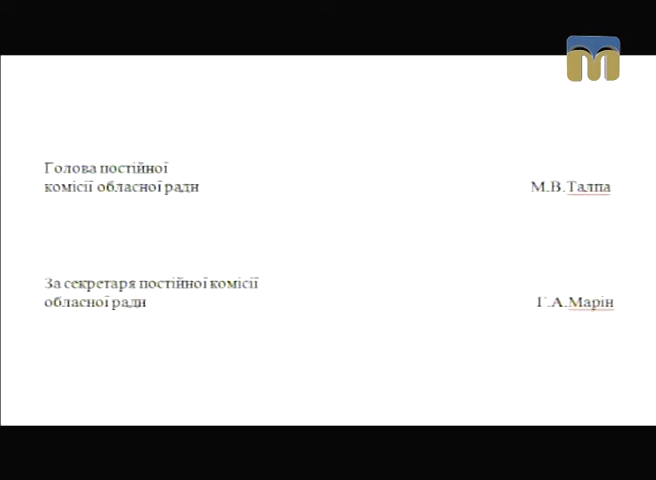 Голова постійної
комісії обласної ради М.В.Талпа
За секретаря постійної комісії
обласної ради Г.А.Марін